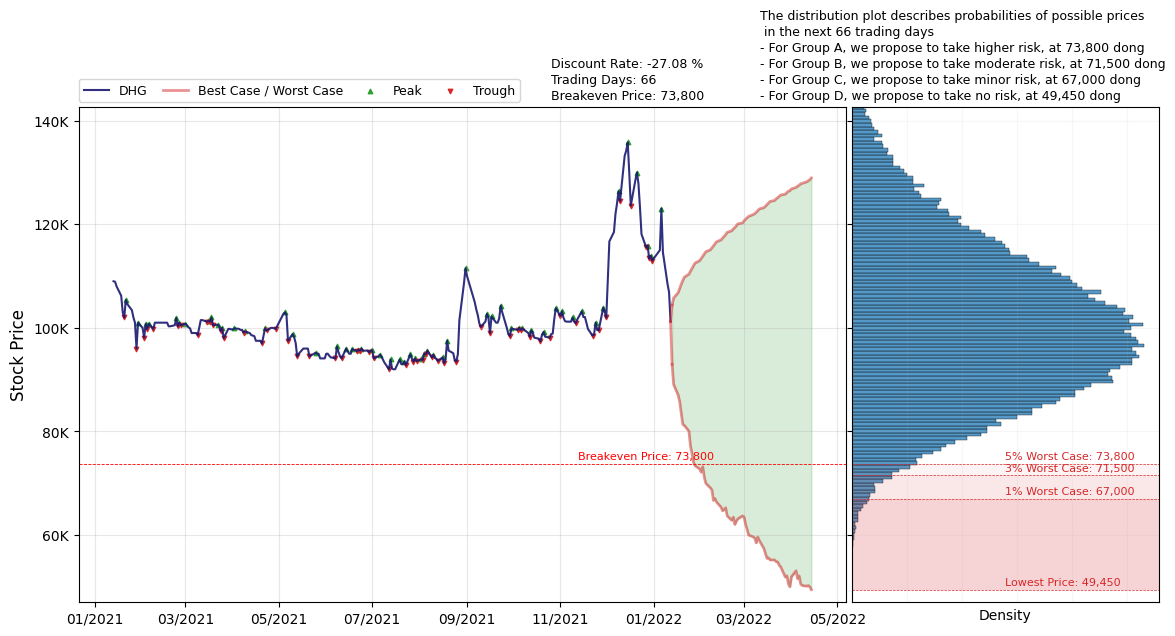 The distribution plot describes probabilities of possible prices
in the next 66 trading days
- For Group A, we propose to take higher risk, at 73,800 dong
- For Group B, we propose to take moderate risk, at 71,500 dong
- For Group C, we propose to take minor risk, at 67,000 dong
- For Group D, we propose to take no risk, at 49,450 dong
Discount Rate: -27.08 %
Trading Days: 66
Breakeven Price: 73,800
DHG Best Case / Worst Case Peak Trough
Stock Price
140K
120K
100K
80K
60K
Breakeven Price: 73,800
5% Worst Case: 73,800
3% Worst Case: 71,500
1% Worst Case: 67,000
Lowest Price: 49,450
01/2021 03/2021 05/2021 07/2021 09/2021 11/2021 01/2022 03/2022 05/2022
Density